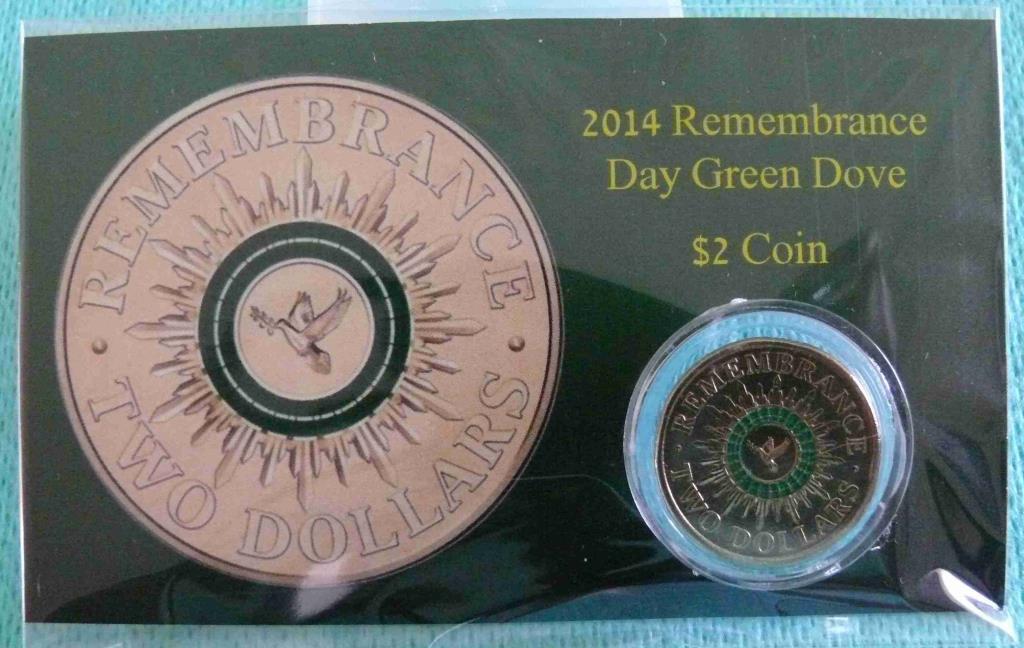 REMEMBRANCE
TWO DOLLARS
2014 Remembrance
Day Green Dove
$2 Coin
REMEMBRANCE
TWO DOLLARS